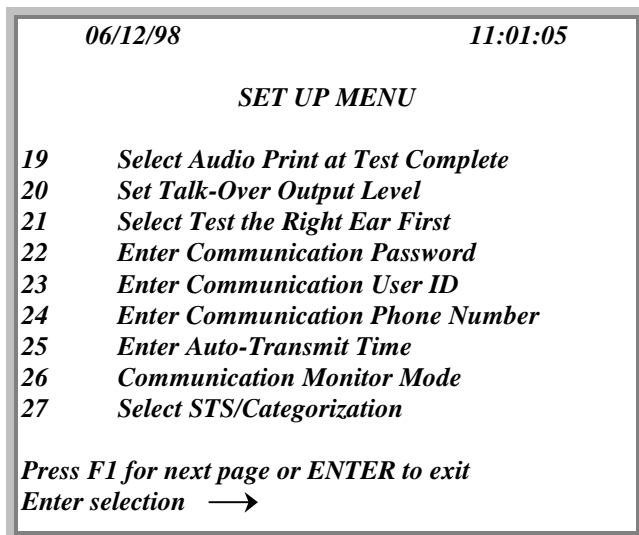 06/12/98 11:01:05
SET UP MENU
19 Select Audio Print at Test Complete
20 Set Talk-Over Output Level
21 Select Test the Right Ear First
22 Enter Communication Password
23 Enter Communication User ID
24 Enter Communication Phone Number
25 Enter Auto-Transmit Time
26 Communication Monitor Mode
27 Select STS/Categorization
Press F1 for next page or ENTER to exit
Enter selection →